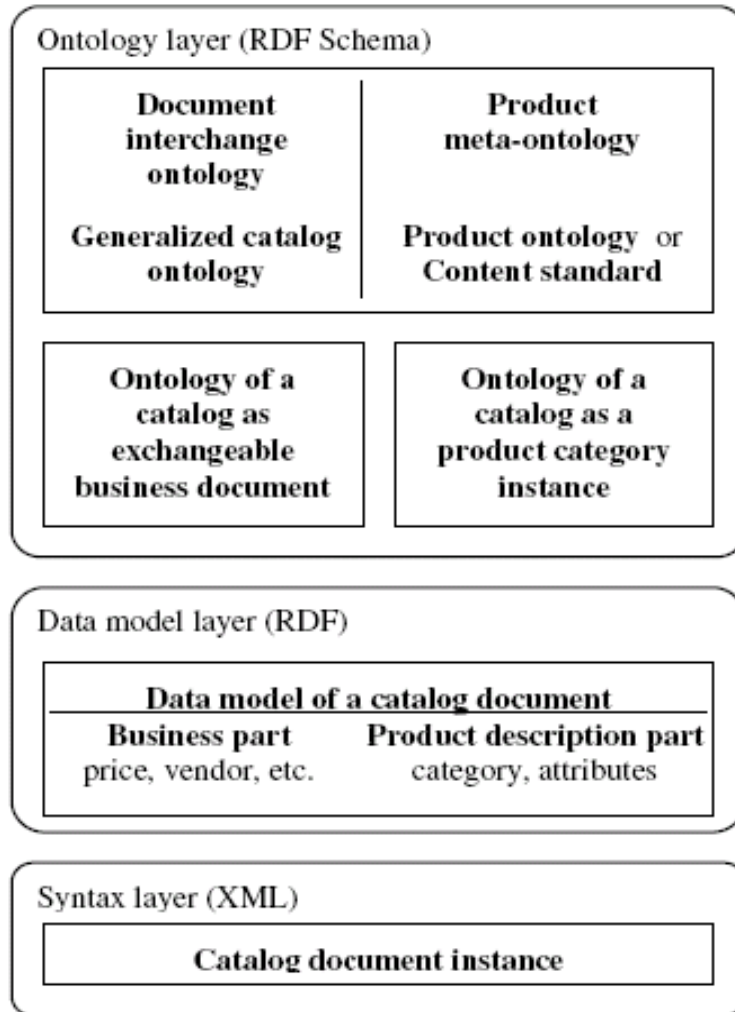 Ontology layer (RDF Schema)
Document
interchange
ontology
Generalized catalog
ontology
Product
meta-ontology
Product ontology or
Content standard
Ontology of a
catalog as
exchangeable
business document
Ontology of a
catalog as a
product category
instance
Data model layer (RDF)
Data model of a catalog document
Business part
price, vendor, etc.
Product description part
category, attributes
Syntax layer (XML)
Catalog document instance